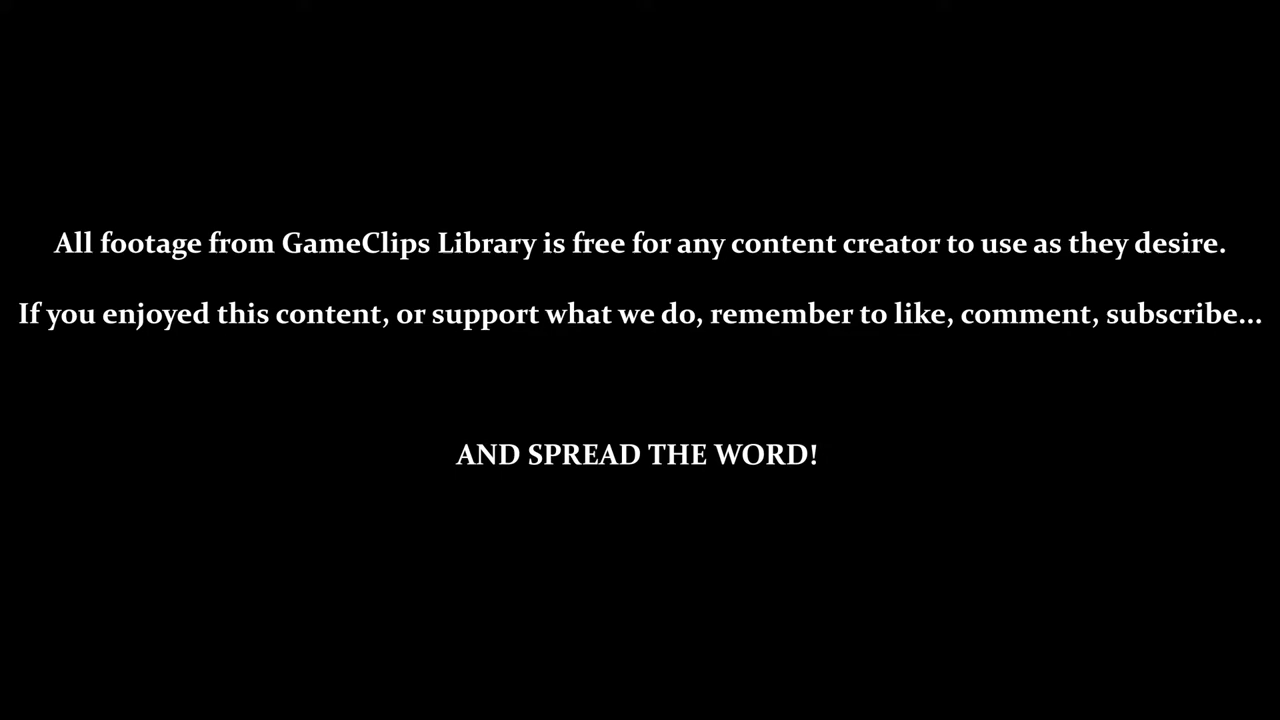 All footage from GameClips Library is free for any content creator to use as they desire.
If you enjoyed this content, or support what we do, remember to like, comment, subscribe...
AND SPREAD THE WORD!